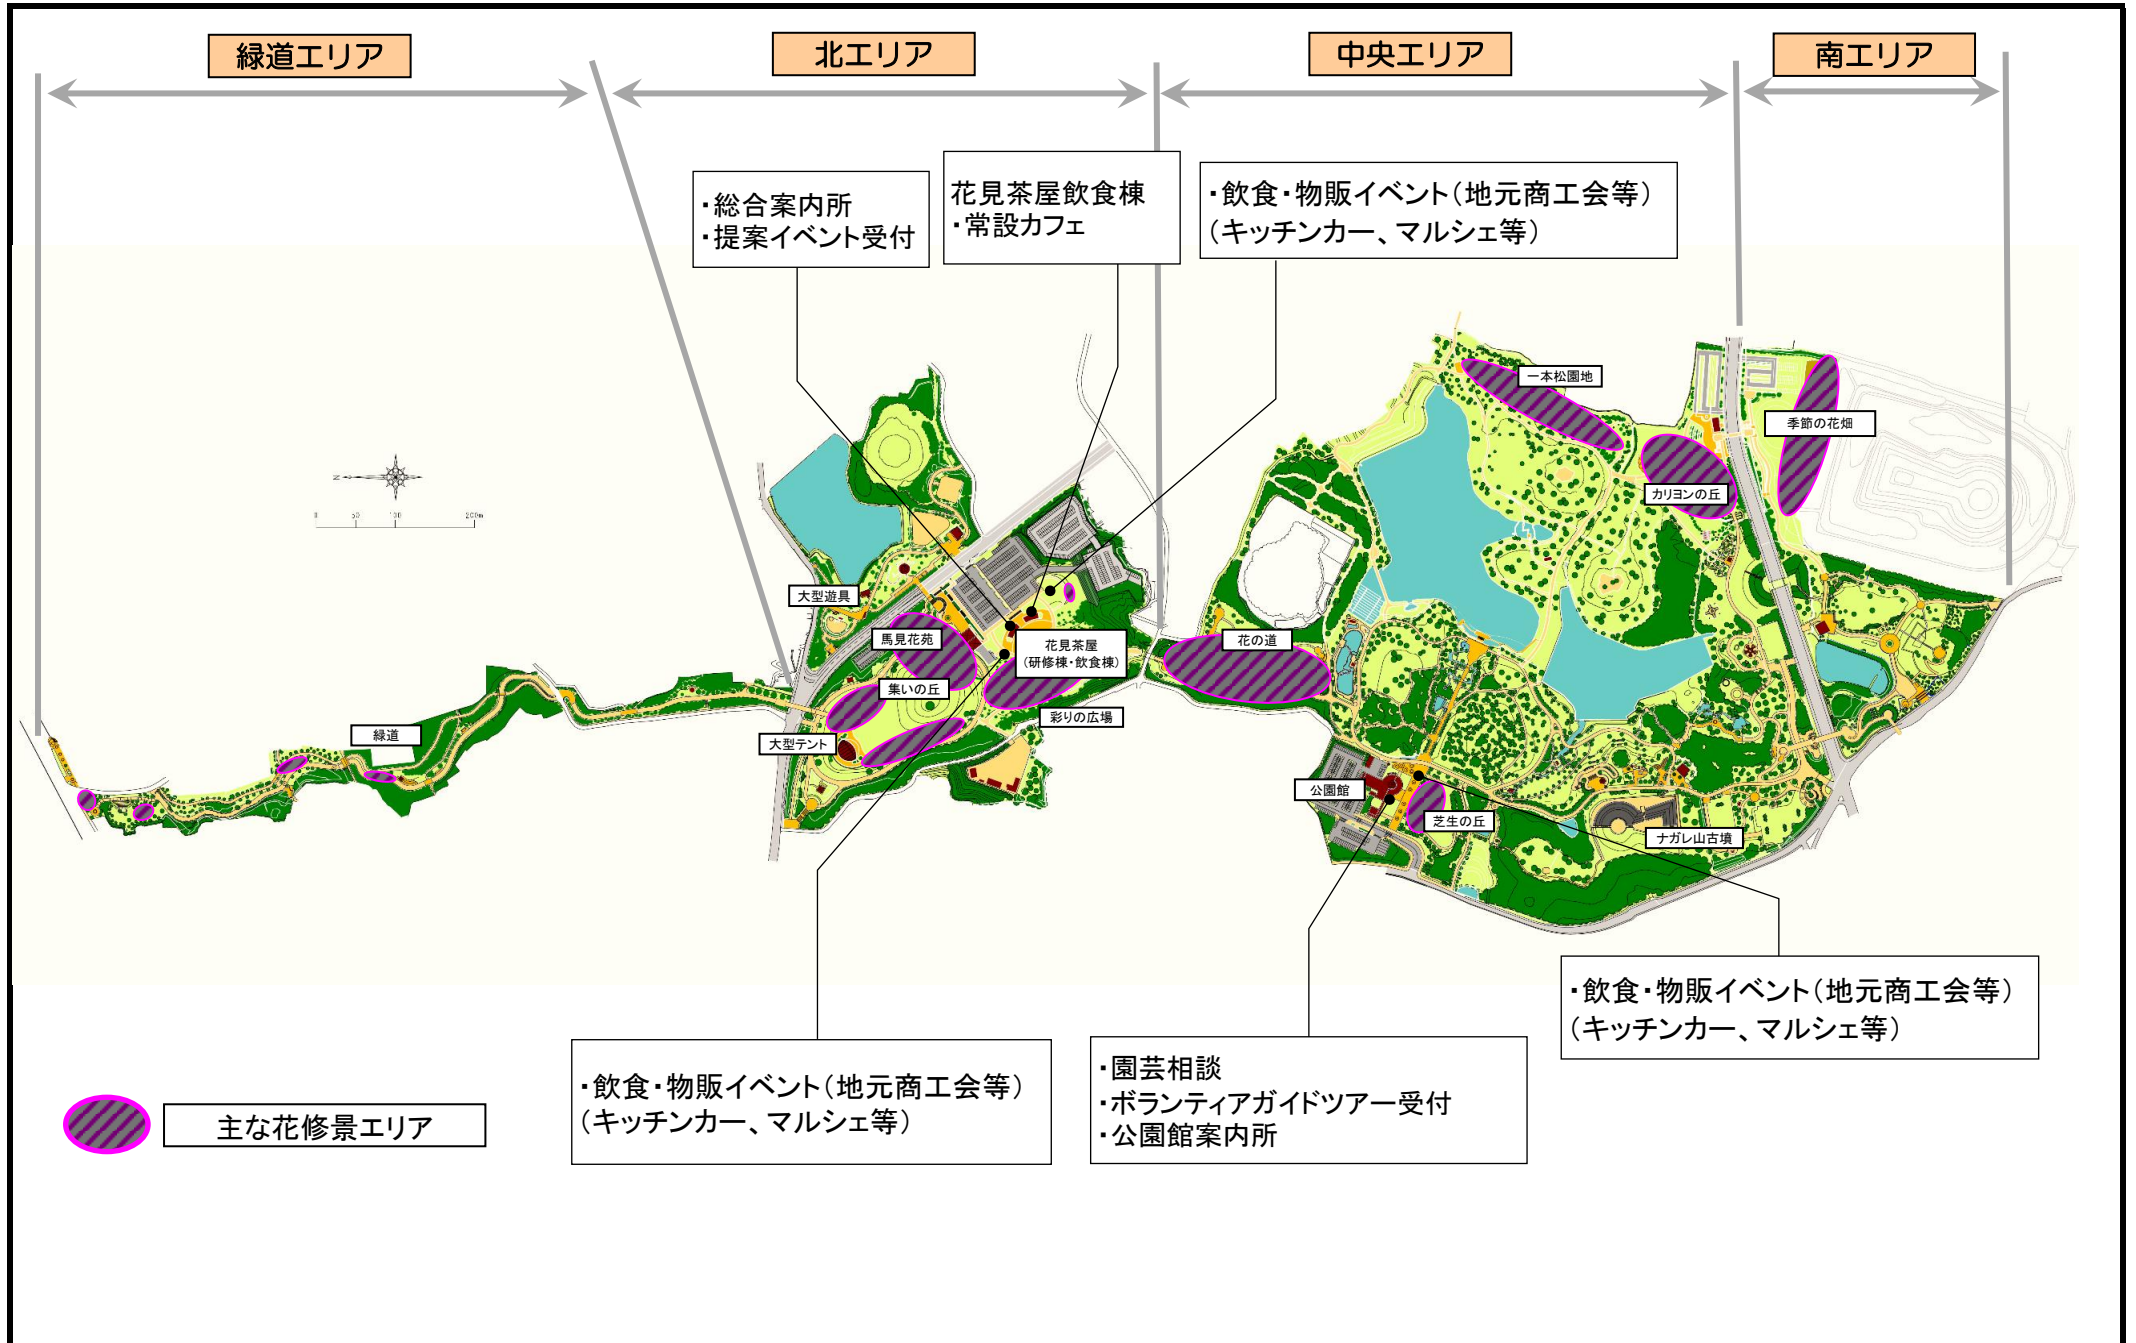 緑道エリア
北エリア
中央エリア
南エリア
・総合案内所
・提案イベント受付
花見茶屋飲食棟
・常設カフェ
・飲食・物販イベント（地元商工会等）
（キッチンカー、マルシェ等）
一本松園地
季節の花畑
カリヨンの丘
N
0 50 100 200m
大型遊具
馬見花苑
花見茶屋
（研修棟・飲食棟）
花の道
集いの丘
彩りの広場
緑道
大型テント
公園館
芝生の丘
ナガレ山古墳
・飲食・物販イベント（地元商工会等）
（キッチンカー、マルシェ等）
・園芸相談
・ボランティアガイドツアー受付
・公園館案内所
・飲食・物販イベント（地元商工会等）
（キッチンカー、マルシェ等）
主な花修景エリア